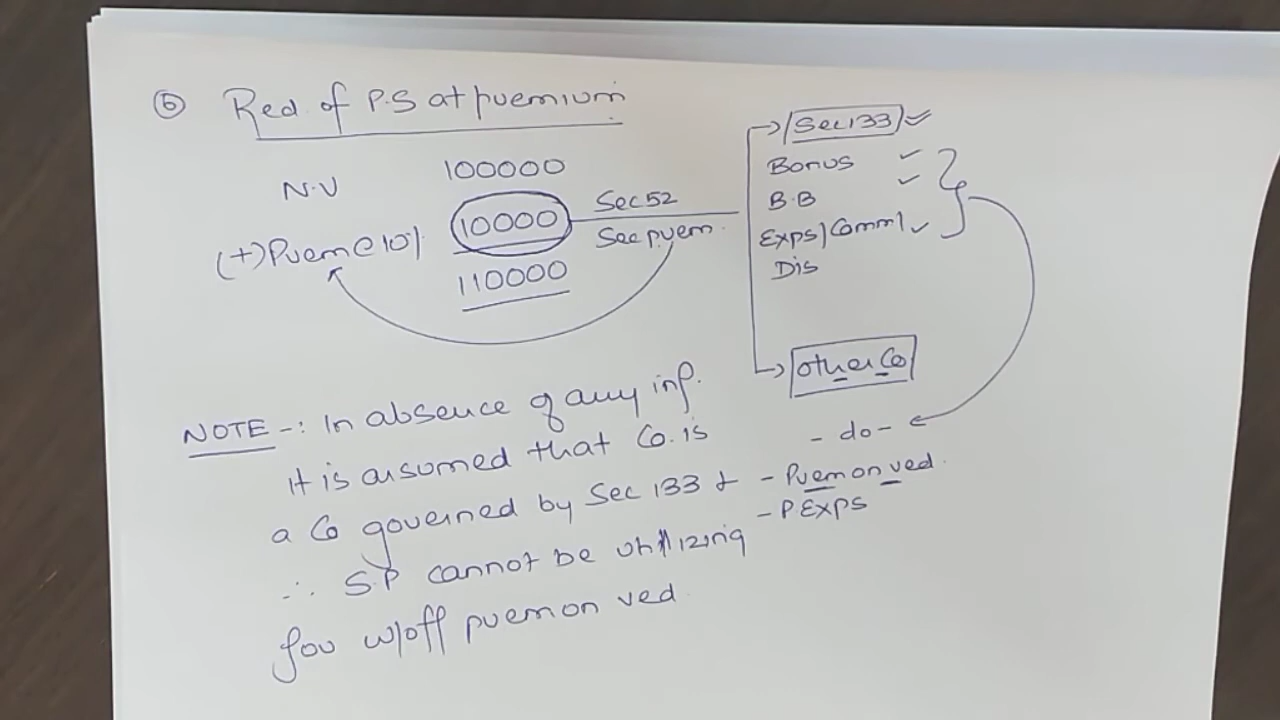 ⑥ Red. of P.S at premium
N.V 100000
(+) Prem @ 10% 10000
110000
Sec 52
Sec prem.
Sec 133
Bonus
B.B
Exps/Comm
Dis
other Co
- do -
- Prem on red.
- P Exps
NOTE -: In absence of any inf.
it is assumed that Co. is
a Co governed by Sec 133 &
∴ S.P cannot be utilizing
for w/off prem on red.